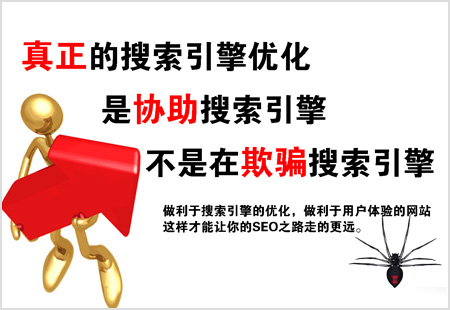 真正的搜索引擎优化
是协助搜索引擎
不是在欺骗搜索引擎
做利于搜索引擎的优化，做利于用户体验的网站
这样才能让你的SEO之路走的更远。